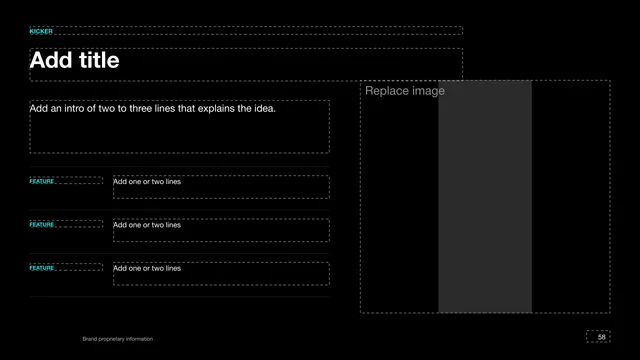 KICKER
Add title
Add an intro of two to three lines that explains the idea.
Replace image
FEATURE
Add one or two lines
FEATURE
Add one or two lines
FEATURE
Add one or two lines
Brand proprietary information
58